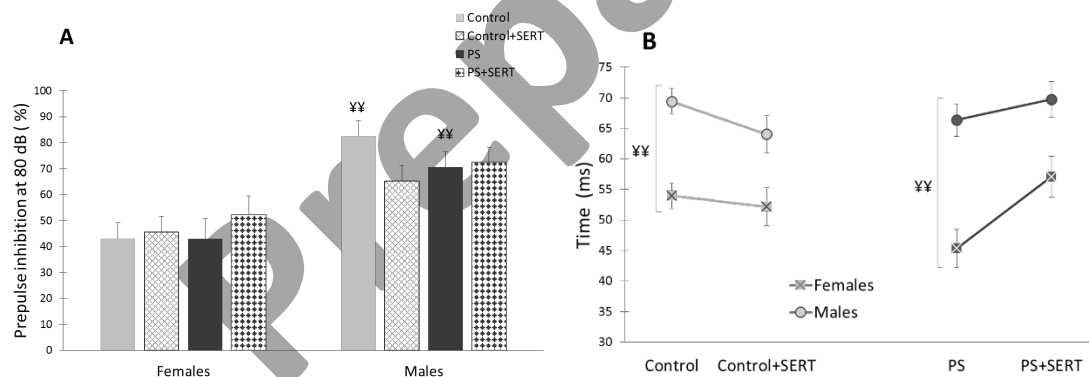 A
Control
Control+SERT
PS
PS+SERT
Prepulse inhibition at 80 dB ( %)
100
90
80
70
60
50
40
30
20
10
0
¥¥
¥¥
Females
Males
B
Time (ms)
75
70
65
60
55
50
45
40
35
30
¥¥
¥¥
Females
Males
Control
Control+SERT
PS
PS+SERT